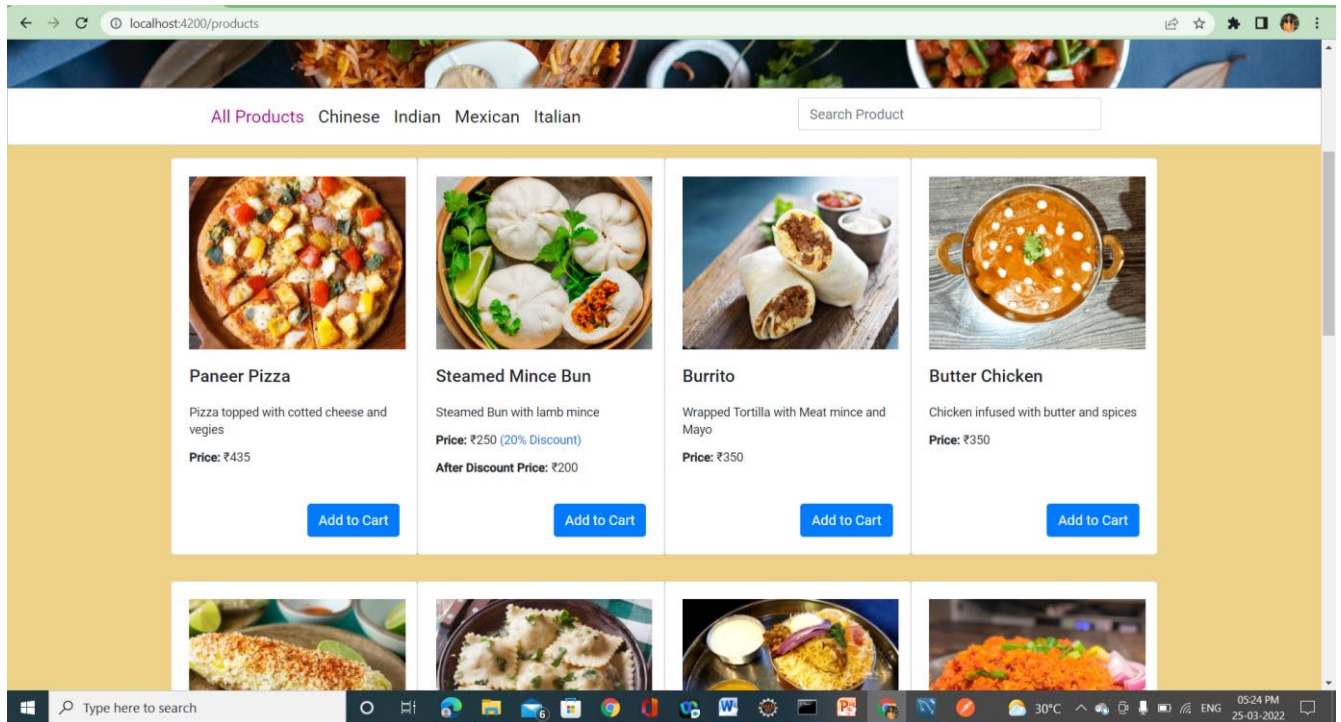 localhost:4200/products
All Products Chinese Indian Mexican Italian
Search Product
Paneer Pizza
Pizza topped with cotted cheese and
vegies
Price: ₹435
Add to Cart
Steamed Mince Bun
Steamed Bun with lamb mince
Price: ₹250 (20% Discount)
After Discount Price: ₹200
Add to Cart
Burrito
Wrapped Tortilla with Meat mince and
Mayo
Price: ₹350
Add to Cart
Butter Chicken
Chicken infused with butter and spices
Price: ₹350
Add to Cart
Type here to search
6
30°C
ENG
05:24 PM
25-03-2022